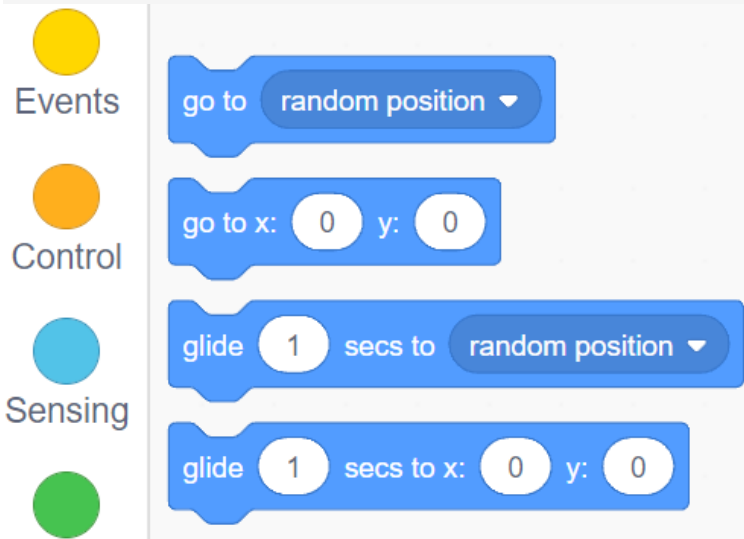 Events
Control
Sensing
go to random position
go to x: 0 y: 0
glide 1 secs to random position
glide 1 secs to x: 0 y: 0